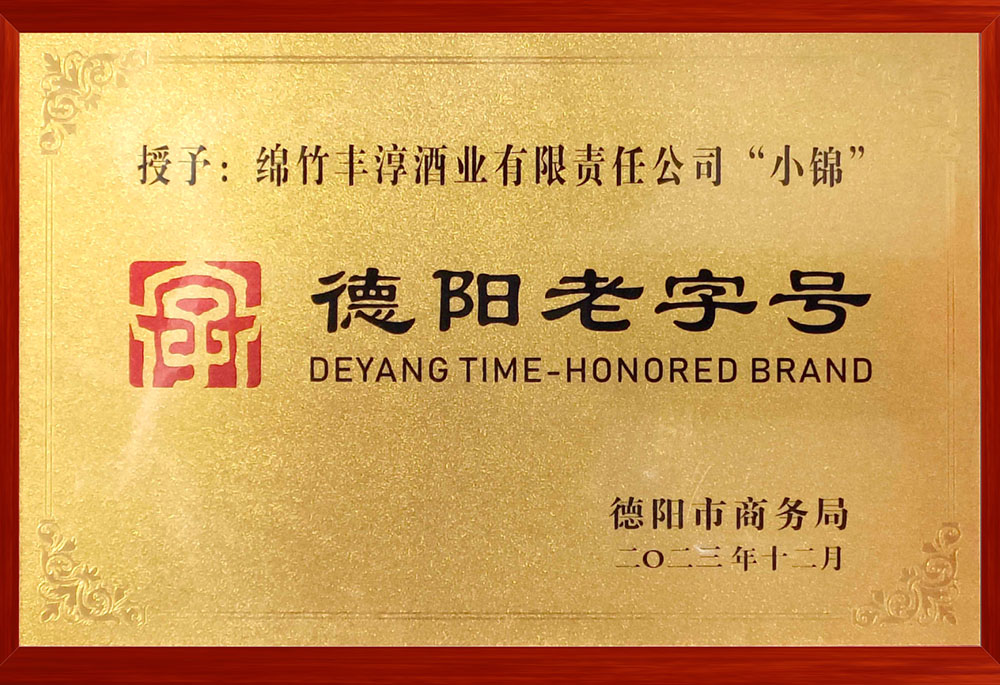 授予：绵竹丰淳酒业有限责任公司“小锦”
德阳老字号
DEYANG TIME-HONORED BRAND
德阳市商务局
二〇二三年十二月